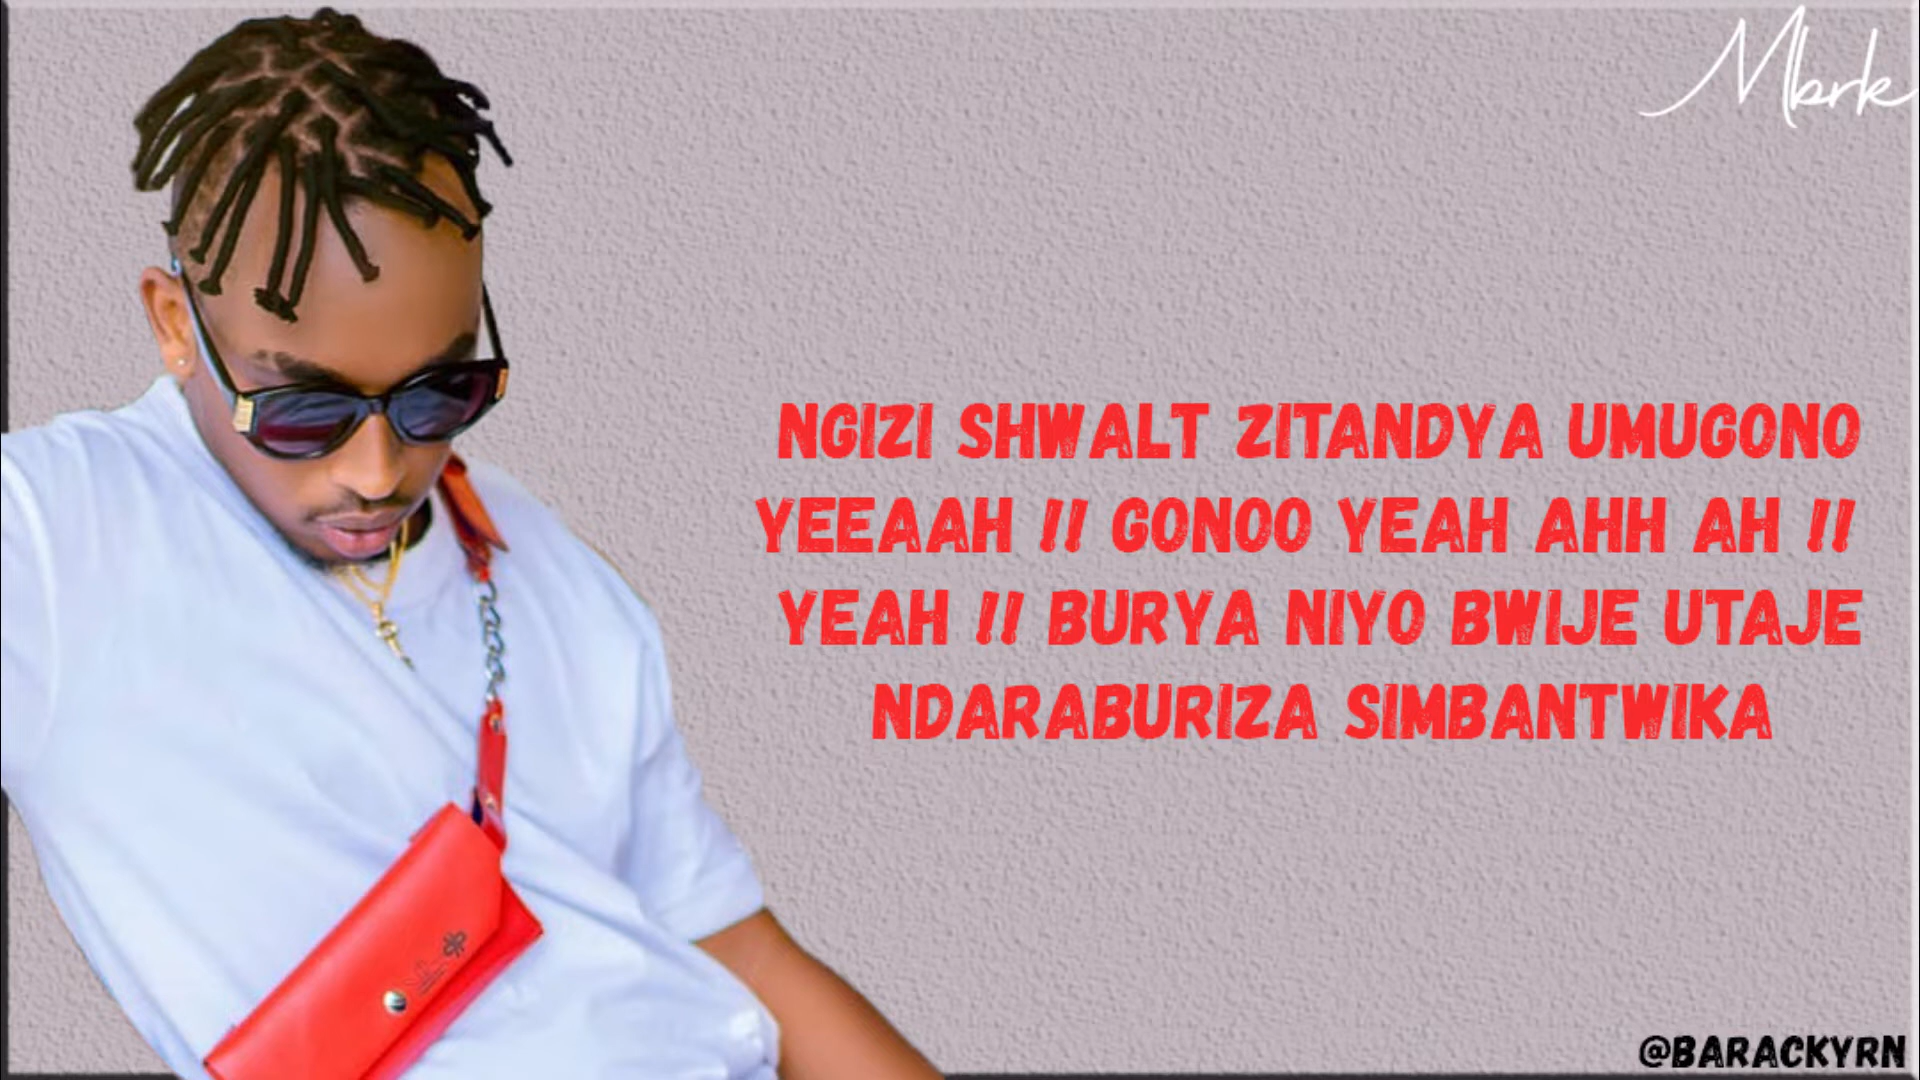 Mbrk
NGIZI SHWALT ZITANDYA UMUGONO
YEEAAH !! GONOO YEAH AHH AH !!
YEAH !! BURYA NIYO BWIJE UTAJE
NDARABURIZA SIMBANTWIKA
@BARACKYRN